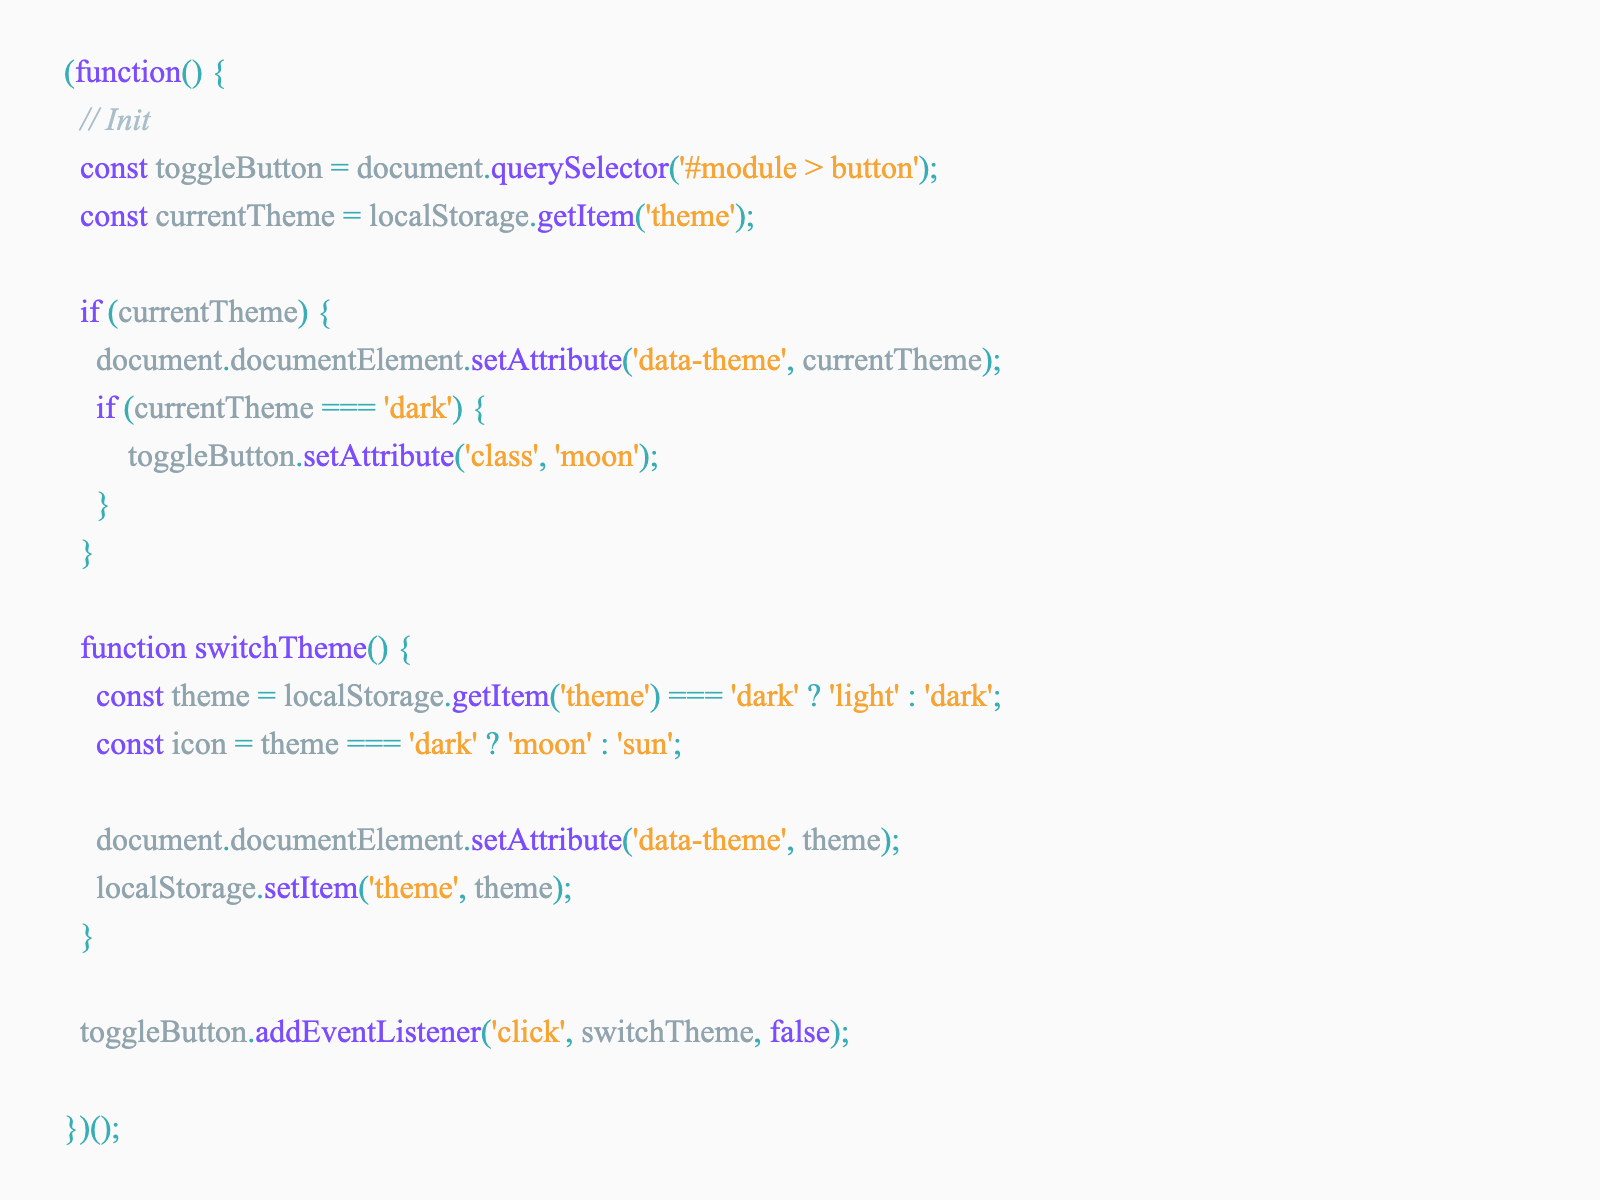 (function() {
// Init
const toggleButton = document.querySelector('#module > button');
const currentTheme = localStorage.getItem('theme');
if (currentTheme) {
document.documentElement.setAttribute('data-theme', currentTheme);
if (currentTheme === 'dark') {
toggleButton.setAttribute('class', 'moon');
}
}
function switchTheme() {
const theme = localStorage.getItem('theme') === 'dark' ? 'light' : 'dark';
const icon = theme === 'dark' ? 'moon' : 'sun';
document.documentElement.setAttribute('data-theme', theme);
localStorage.setItem('theme', theme);
}
toggleButton.addEventListener('click', switchTheme, false);
})();